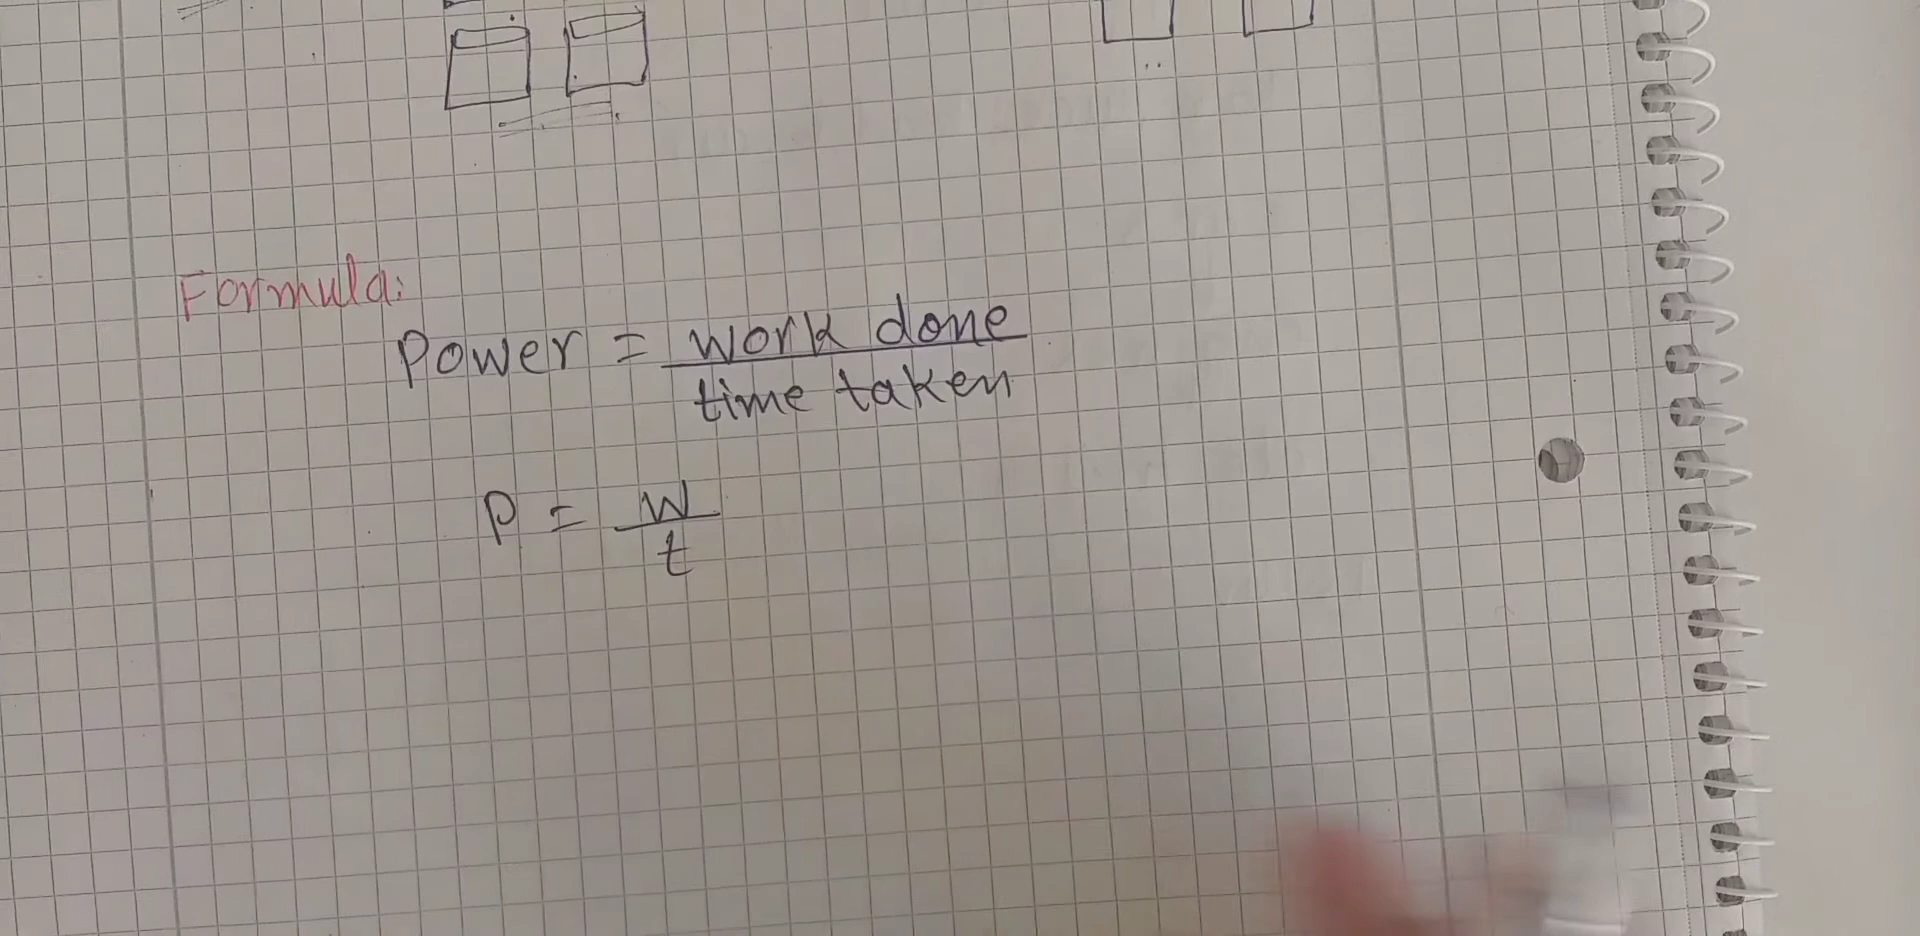 Formula:
Power = work done / time taken
P = W / t